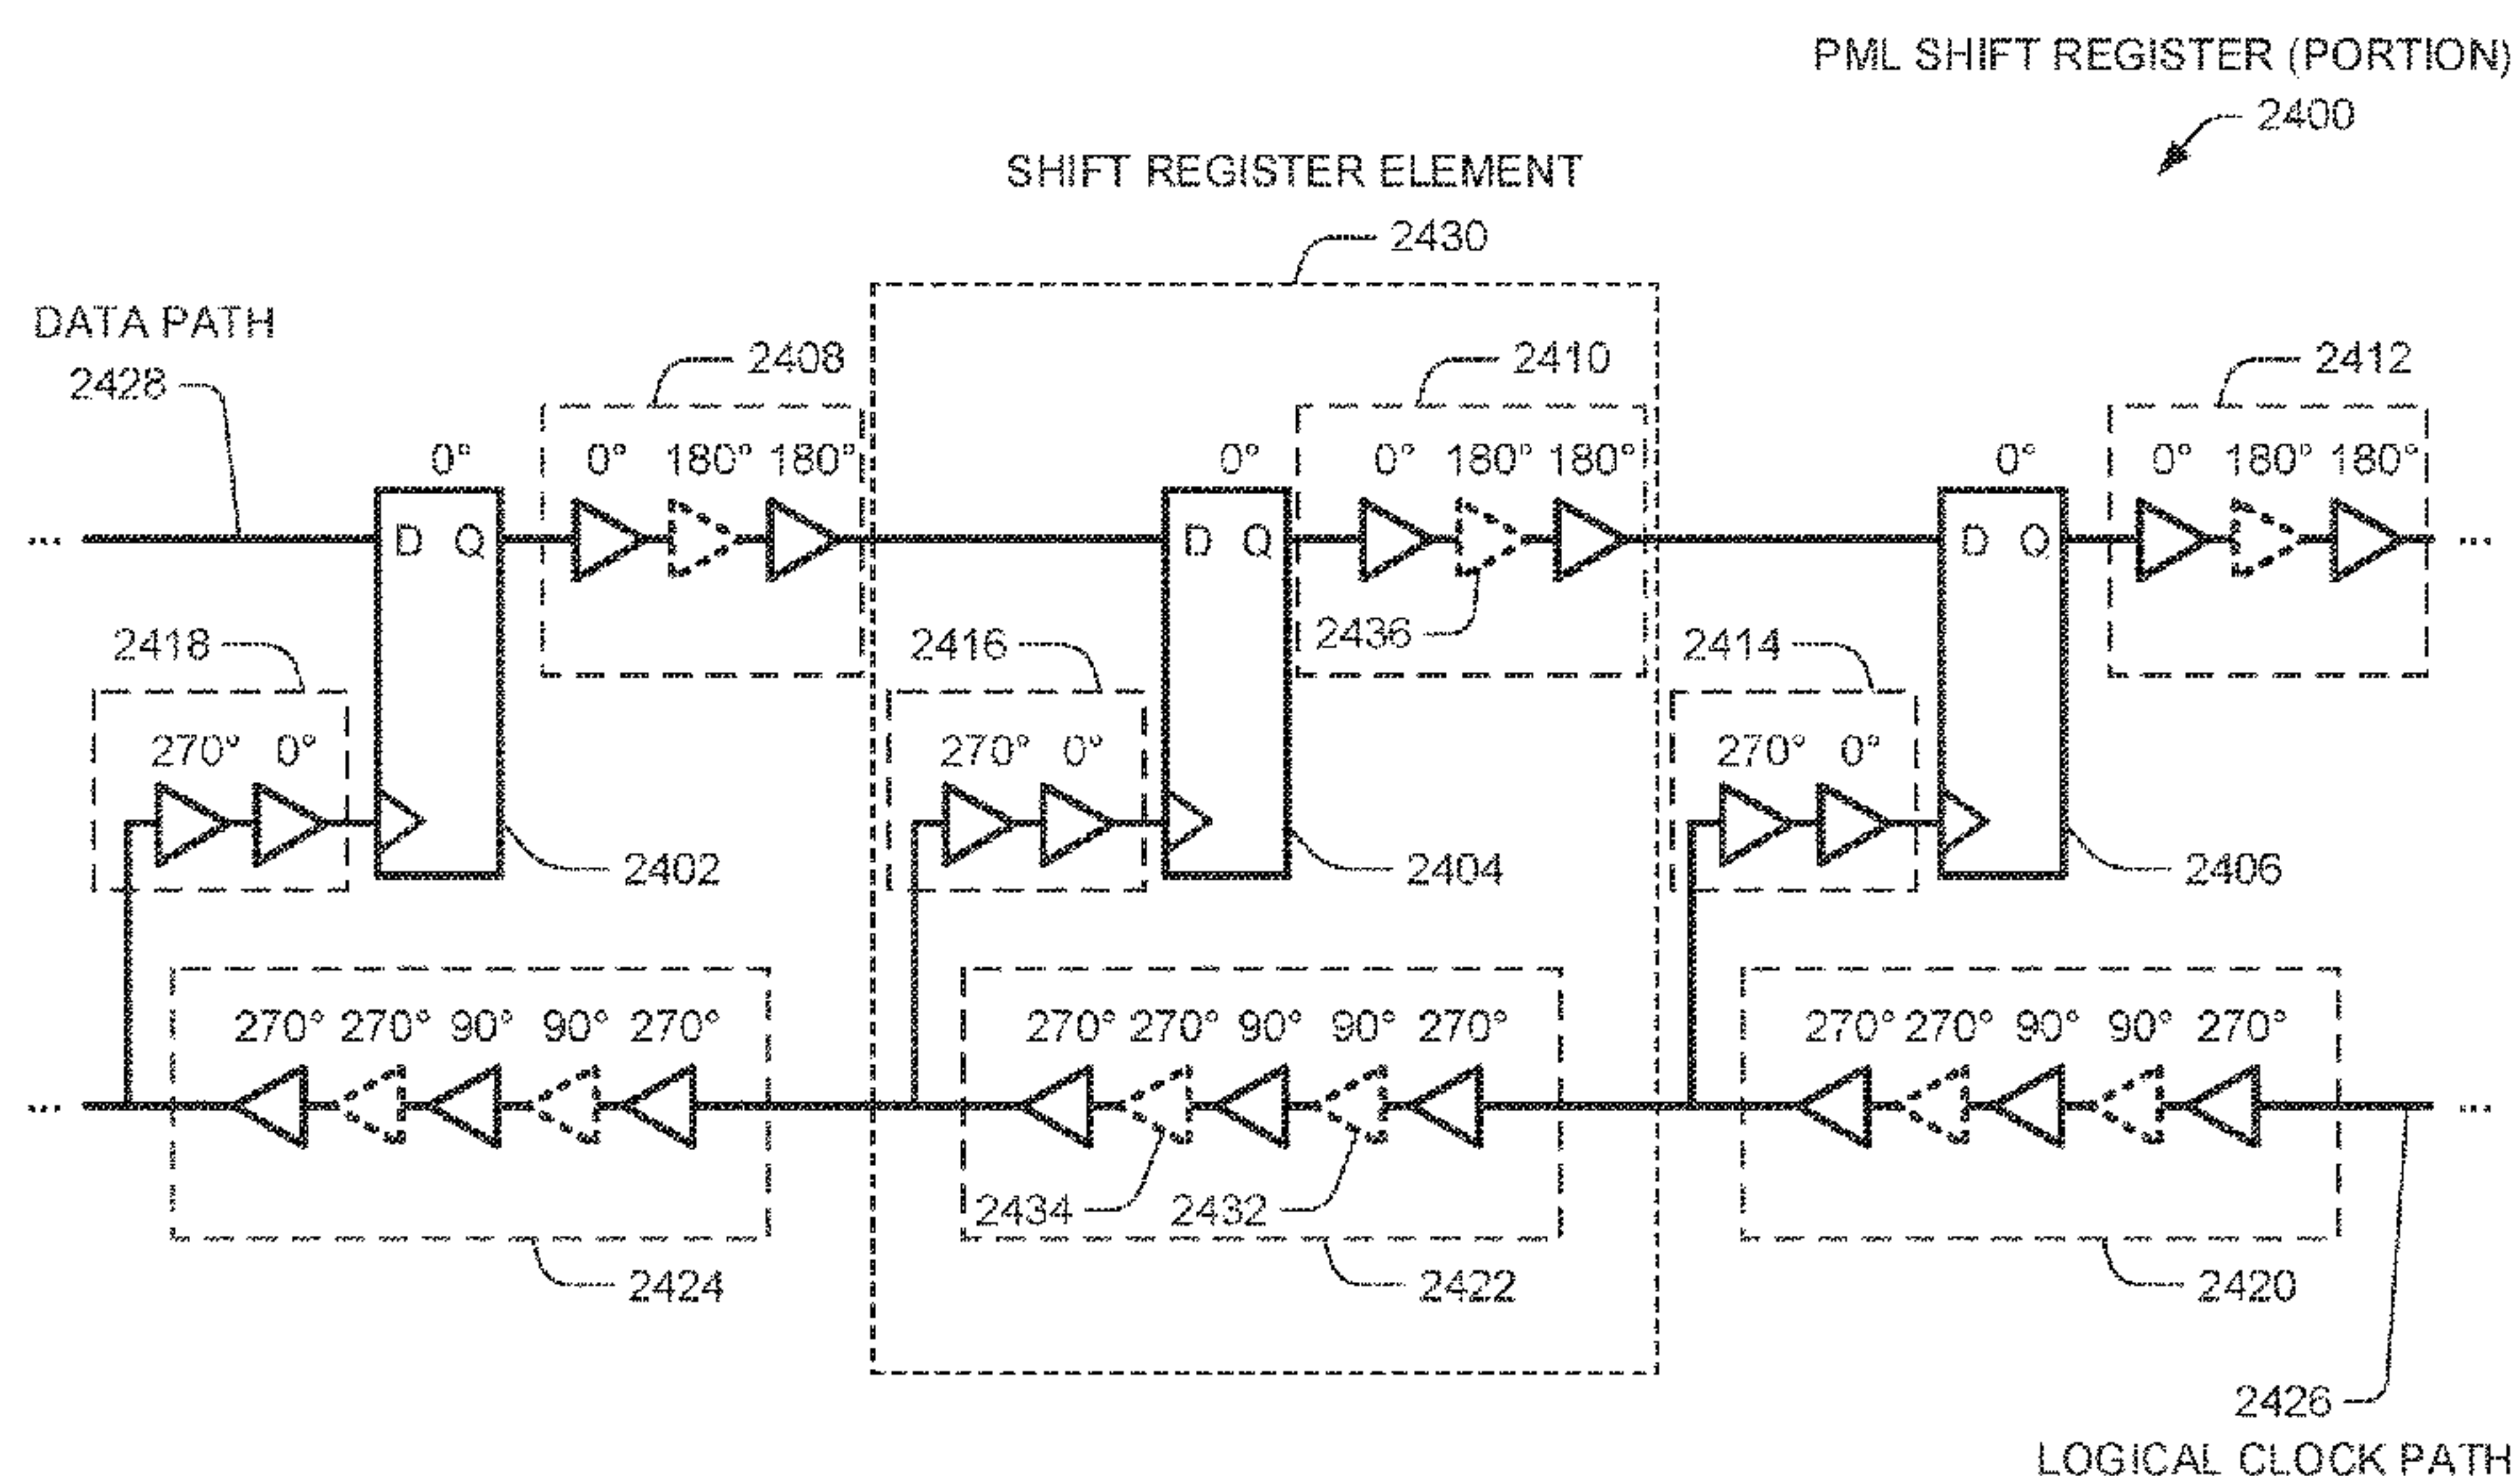 PML SHIFT REGISTER (PORTION)
2400
SHIFT REGISTER ELEMENT
2430
DATA PATH
2428
2408
2410
2412
0° 0° 180° 180° 0° 0° 180° 180° 0° 0° 180° 180°
... D Q D Q D Q ...
2436
2418 2416 2414
270° 0° 270° 0° 270° 0°
2402 2404 2406
270° 270° 90° 90° 270° 270° 270° 90° 90° 270° 270° 270° 90° 90° 270°
... ...
2434 2432
2424 2422 2420
2426
LOGICAL CLOCK PATH